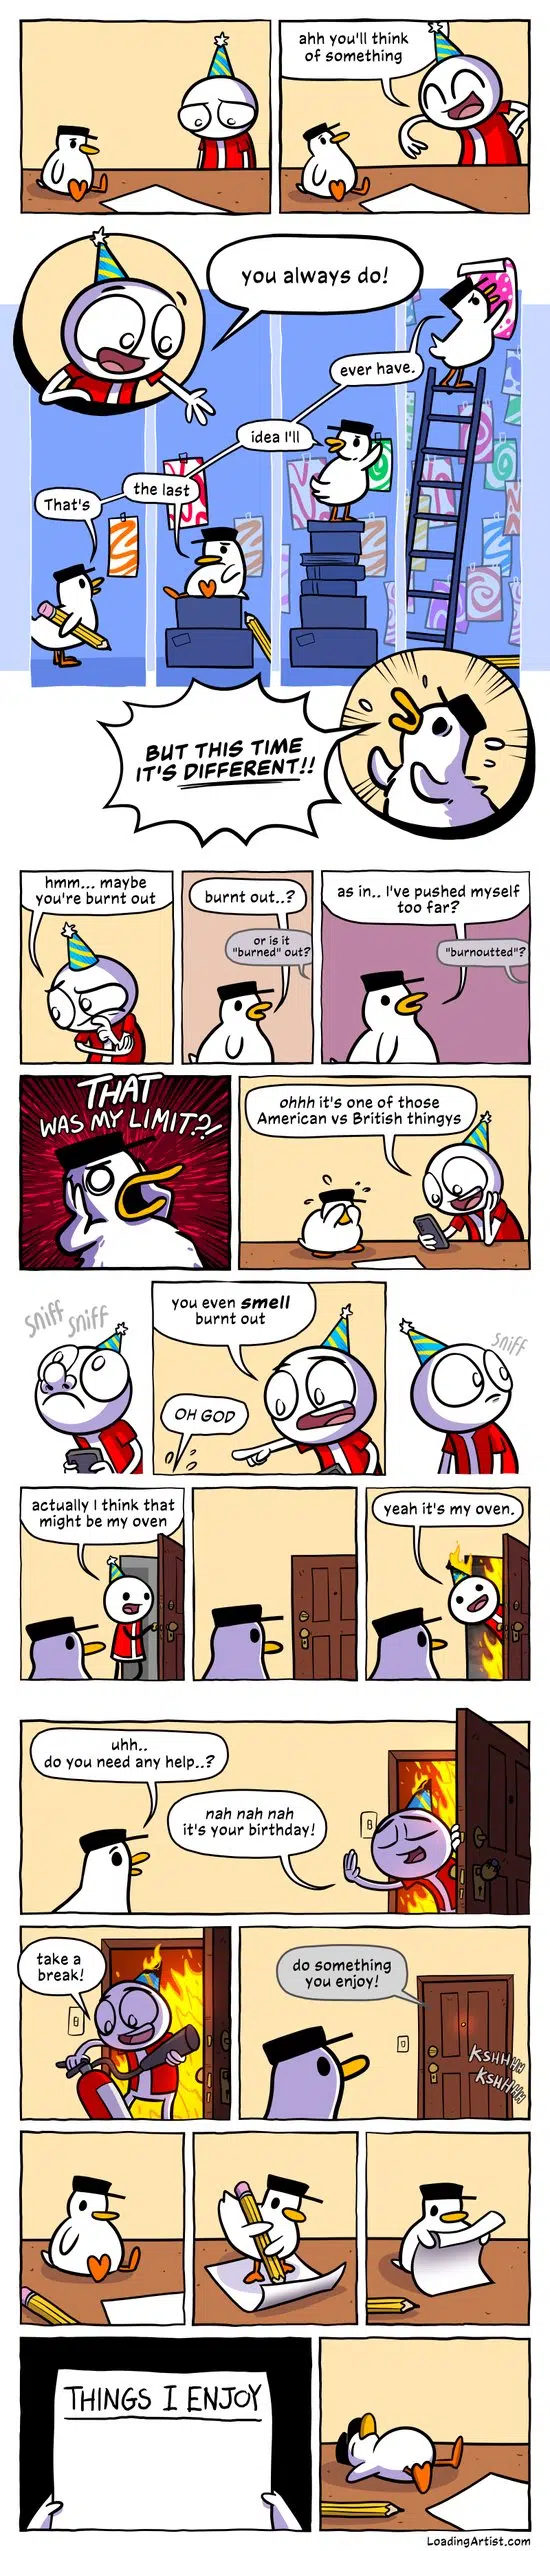 ahh you'll think
of something
you always do!
That's
the last
idea I'll
ever have.
BUT THIS TIME
IT'S DIFFERENT!!
hmm... maybe
you're burnt out
burnt out..?
or is it
"burned" out?
as in.. I've pushed myself
too far?
"burnoutted"?
THAT
WAS MY LIMIT?!
ohhh it's one of those
American vs British thingys
sniff
sniff
you even smell
burnt out
OH GOD
sniff
actually I think that
might be my oven
yeah it's my oven.
uhh..
do you need any help..?
nah nah nah
it's your birthday!
take a
break!
do something
you enjoy!
KSHHHH
KSHHHH
THINGS I ENJOY
LoadingArtist.com